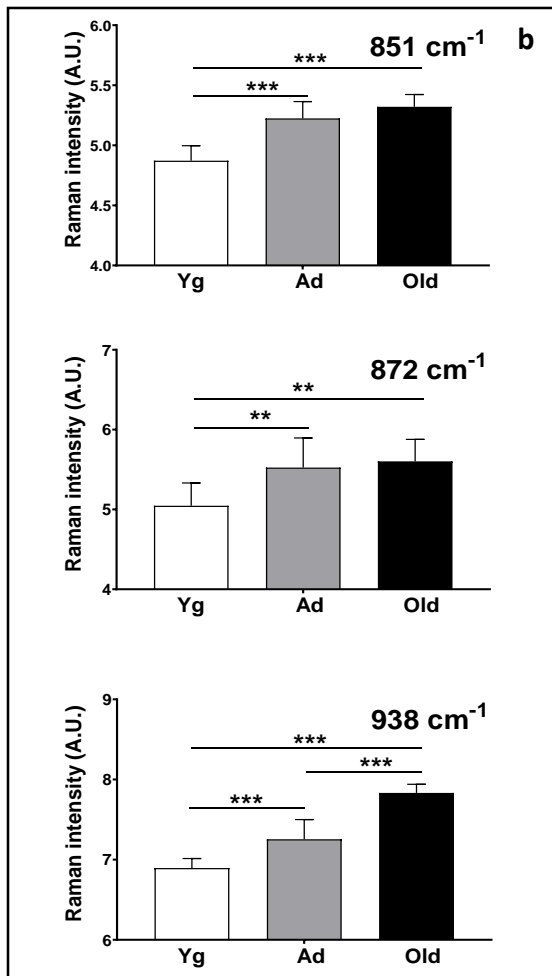 b
851 cm-1
Raman intensity (A.U.)
6.0
5.5
5.0
4.5
4.0
***
***
Yg Ad Old
872 cm-1
Raman intensity (A.U.)
7
6
5
4
**
**
Yg Ad Old
938 cm-1
Raman intensity (A.U.)
9
8
7
6
***
***
***
Yg Ad Old